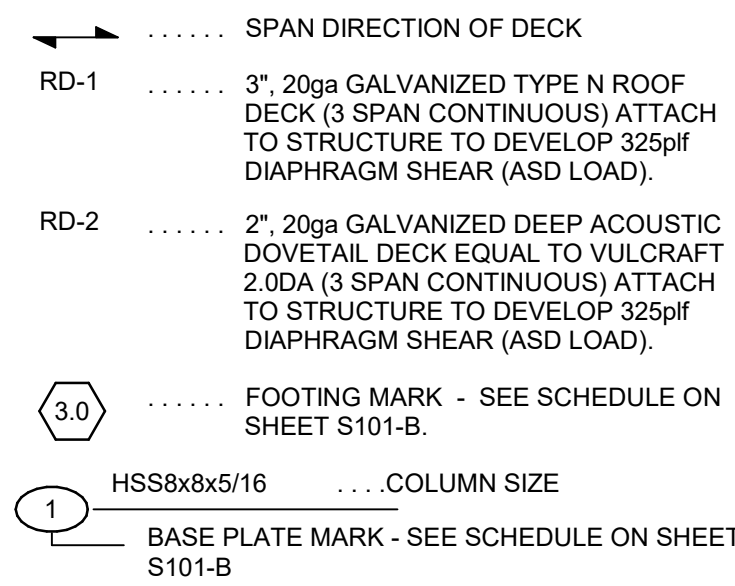 . . . . . . SPAN DIRECTION OF DECK
RD-1 . . . . . . 3", 20ga GALVANIZED TYPE N ROOF
DECK (3 SPAN CONTINUOUS) ATTACH
TO STRUCTURE TO DEVELOP 325plf
DIAPHRAGM SHEAR (ASD LOAD).
RD-2 . . . . . . 2", 20ga GALVANIZED DEEP ACOUSTIC
DOVETAIL DECK EQUAL TO VULCRAFT
2.0DA (3 SPAN CONTINUOUS) ATTACH
TO STRUCTURE TO DEVELOP 325plf
DIAPHRAGM SHEAR (ASD LOAD).
3.0 . . . . . . FOOTING MARK - SEE SCHEDULE ON
SHEET S101-B.
HSS8x8x5/16 . . . .COLUMN SIZE
1
BASE PLATE MARK - SEE SCHEDULE ON SHEET
S101-B